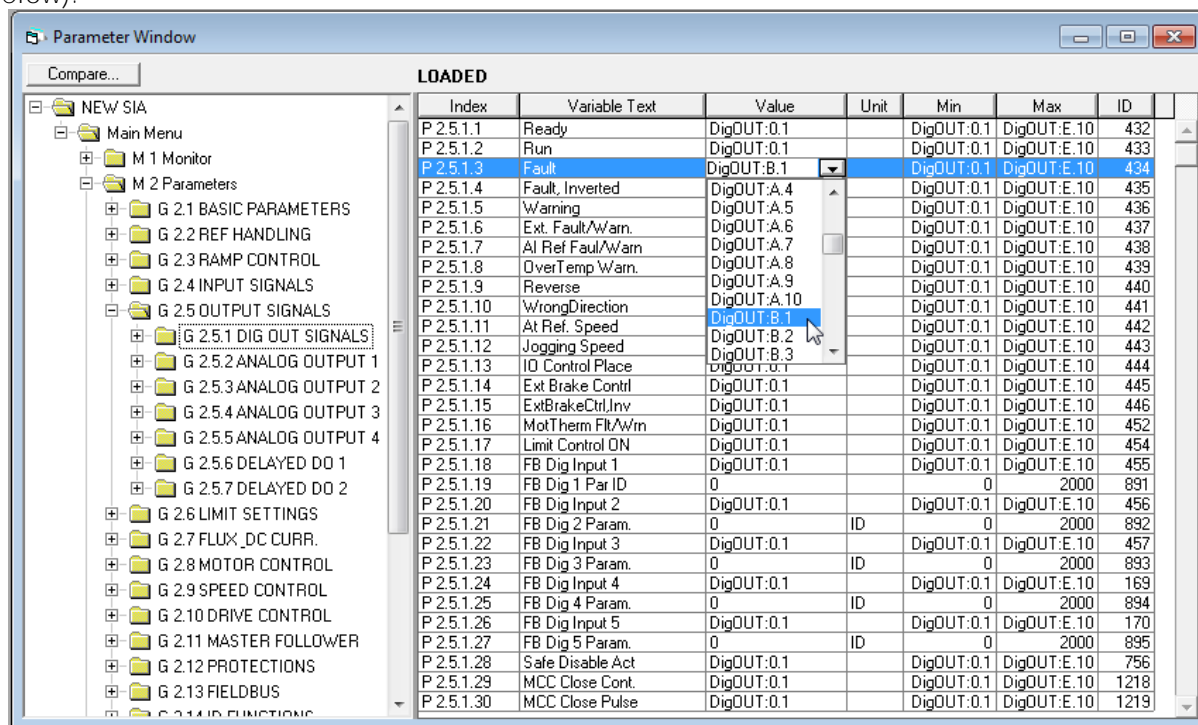 elow).
Parameter Window
Compare...
LOADED
NEW SIA
Main Menu
M 1 Monitor
M 2 Parameters
G 2.1 BASIC PARAMETERS
G 2.2 REF HANDLING
G 2.3 RAMP CONTROL
G 2.4 INPUT SIGNALS
G 2.5 OUTPUT SIGNALS
G 2.5.1 DIG OUT SIGNALS
G 2.5.2 ANALOG OUTPUT 1
G 2.5.3 ANALOG OUTPUT 2
G 2.5.4 ANALOG OUTPUT 3
G 2.5.5 ANALOG OUTPUT 4
G 2.5.6 DELAYED DO 1
G 2.5.7 DELAYED DO 2
G 2.6 LIMIT SETTINGS
G 2.7 FLUX_DC CURR.
G 2.8 MOTOR CONTROL
G 2.9 SPEED CONTROL
G 2.10 DRIVE CONTROL
G 2.11 MASTER FOLLOWER
G 2.12 PROTECTIONS
G 2.13 FIELDBUS
G 2.14 ID FUNCTIONS
Index Variable Text Value Unit Min Max ID
P 2.5.1.1 Ready DigOUT:0.1 DigOUT:0.1 DigOUT:E.10 432
P 2.5.1.2 Run DigOUT:0.1 DigOUT:0.1 DigOUT:E.10 433
P 2.5.1.3 Fault DigOUT:B.1 DigOUT:0.1 DigOUT:E.10 434
P 2.5.1.4 Fault, Inverted DigOUT:A.4 DigOUT:0.1 DigOUT:E.10 435
P 2.5.1.5 Warning DigOUT:A.5 DigOUT:0.1 DigOUT:E.10 436
P 2.5.1.6 Ext. Fault/Warn. DigOUT:A.6 DigOUT:0.1 DigOUT:E.10 437
P 2.5.1.7 AI Ref Faul/Warn DigOUT:A.7 DigOUT:0.1 DigOUT:E.10 438
P 2.5.1.8 OverTemp Warn. DigOUT:A.8 DigOUT:0.1 DigOUT:E.10 439
P 2.5.1.9 Reverse DigOUT:A.9 DigOUT:0.1 DigOUT:E.10 440
P 2.5.1.10 WrongDirection DigOUT:A.10 DigOUT:0.1 DigOUT:E.10 441
P 2.5.1.11 At Ref. Speed DigOUT:B.1 DigOUT:0.1 DigOUT:E.10 442
P 2.5.1.12 Jogging Speed DigOUT:B.2 DigOUT:0.1 DigOUT:E.10 443
DigOUT:B.3
P 2.5.1.13 IO Control Place DigOUT:0.1 DigOUT:0.1 DigOUT:E.10 444
P 2.5.1.14 Ext Brake Contrl DigOUT:0.1 DigOUT:0.1 DigOUT:E.10 445
P 2.5.1.15 ExtBrakeCtrl,Inv DigOUT:0.1 DigOUT:0.1 DigOUT:E.10 446
P 2.5.1.16 MotTherm Flt/Wrn DigOUT:0.1 DigOUT:0.1 DigOUT:E.10 452
P 2.5.1.17 Limit Control ON DigOUT:0.1 DigOUT:0.1 DigOUT:E.10 454
P 2.5.1.18 FB Dig Input 1 DigOUT:0.1 DigOUT:0.1 DigOUT:E.10 455
P 2.5.1.19 FB Dig 1 Par ID 0 0 2000 891
P 2.5.1.20 FB Dig Input 2 DigOUT:0.1 DigOUT:0.1 DigOUT:E.10 456
P 2.5.1.21 FB Dig 2 Param. 0 ID 0 2000 892
P 2.5.1.22 FB Dig Input 3 DigOUT:0.1 DigOUT:0.1 DigOUT:E.10 457
P 2.5.1.23 FB Dig 3 Param. 0 ID 0 2000 893
P 2.5.1.24 FB Dig Input 4 DigOUT:0.1 DigOUT:0.1 DigOUT:E.10 169
P 2.5.1.25 FB Dig 4 Param. 0 ID 0 2000 894
P 2.5.1.26 FB Dig Input 5 DigOUT:0.1 DigOUT:0.1 DigOUT:E.10 170
P 2.5.1.27 FB Dig 5 Param. 0 ID 0 2000 895
P 2.5.1.28 Safe Disable Act DigOUT:0.1 DigOUT:0.1 DigOUT:E.10 756
P 2.5.1.29 MCC Close Cont. DigOUT:0.1 DigOUT:0.1 DigOUT:E.10 1218
P 2.5.1.30 MCC Close Pulse DigOUT:0.1 DigOUT:0.1 DigOUT:E.10 1219